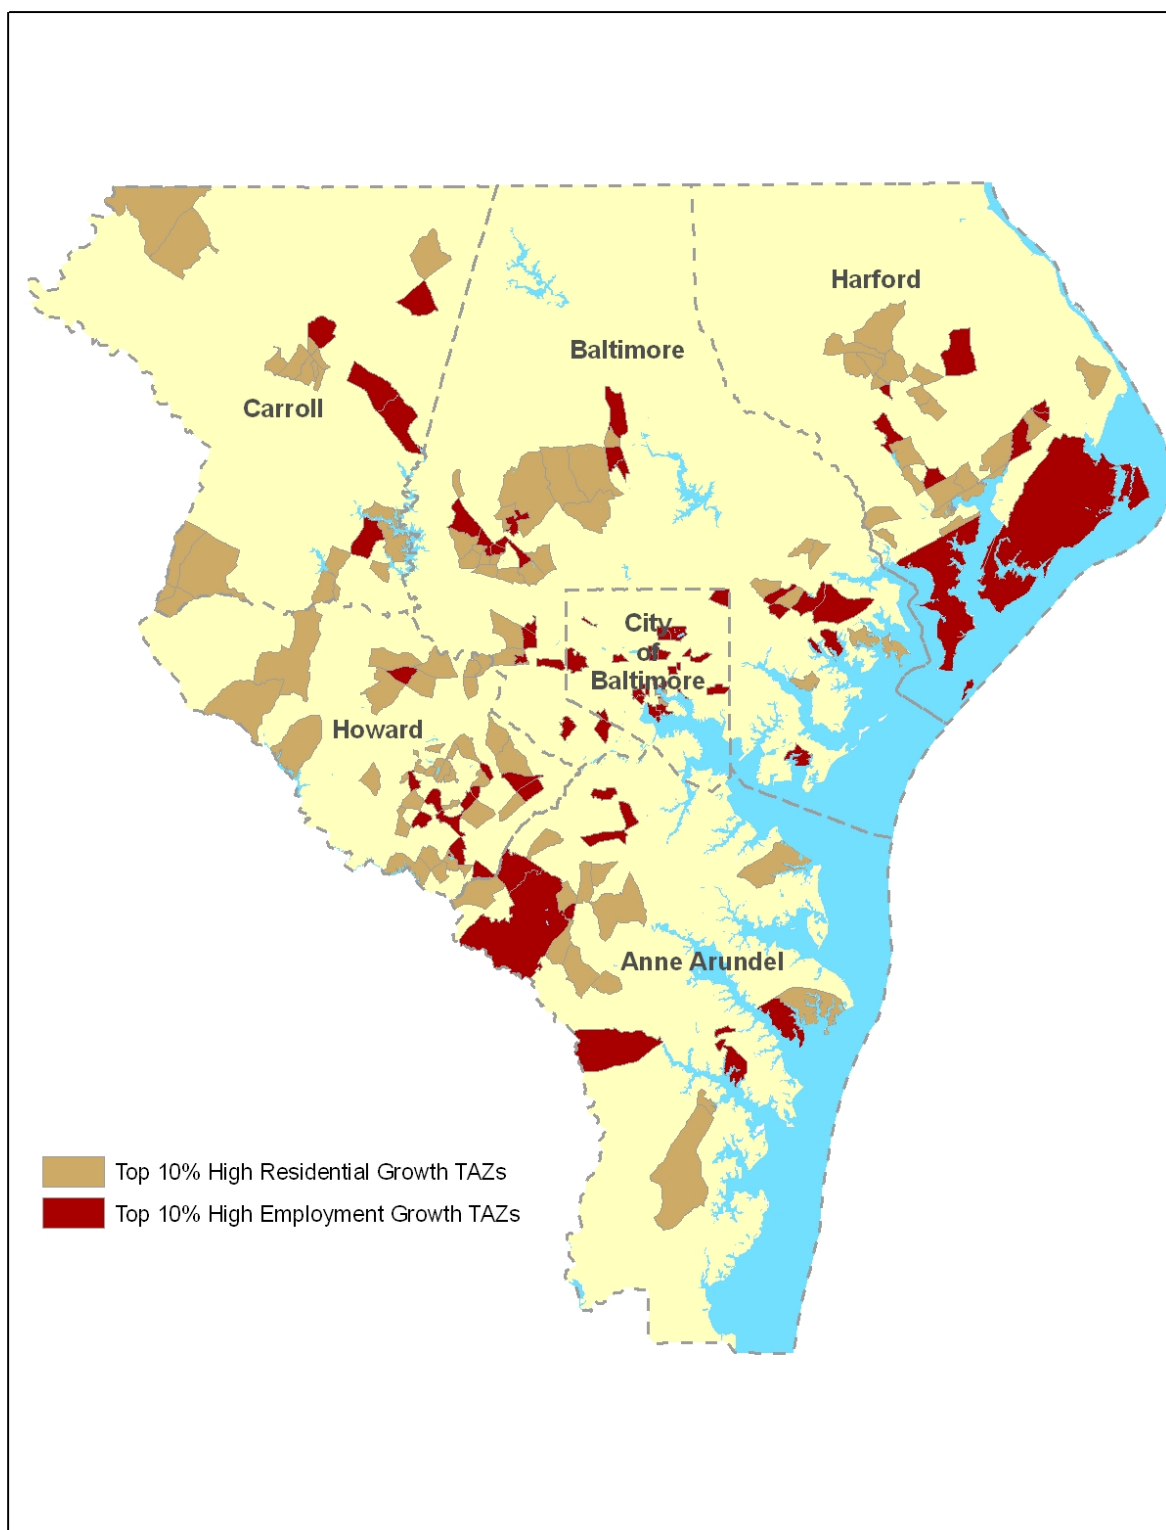 Harford
Baltimore
Carroll
City
of
Baltimore
Howard
Anne Arundel
Top 10% High Residential Growth TAZs
Top 10% High Employment Growth TAZs